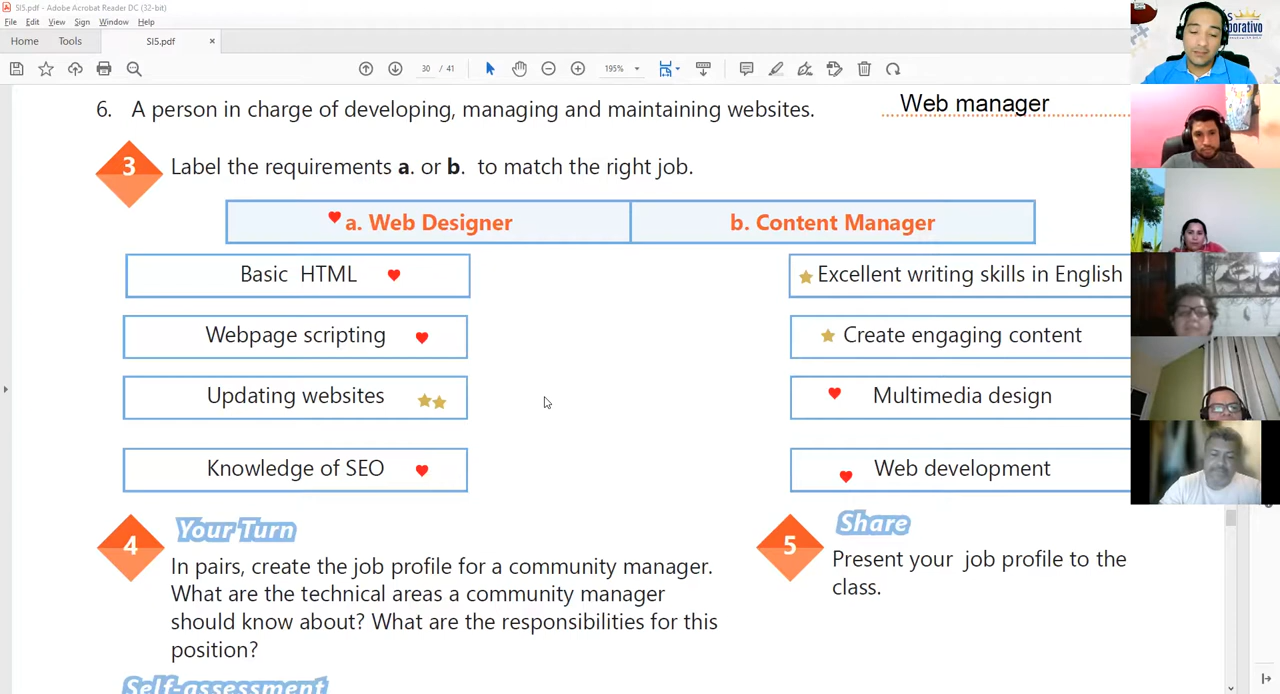 SI5.pdf - Adobe Acrobat Reader DC (32-bit)
File Edit View Sign Window Help
Home Tools SI5.pdf ×
30 / 41 195%
6. A person in charge of developing, managing and maintaining websites. Web manager
3 Label the requirements a. or b. to match the right job.
a. Web Designer b. Content Manager
Basic HTML Excellent writing skills in English
Webpage scripting Create engaging content
Updating websites Multimedia design
Knowledge of SEO Web development
4 Your Turn
In pairs, create the job profile for a community manager.
What are the technical areas a community manager
should know about? What are the responsibilities for this
position?
5 Share
Present your job profile to the
class.
Self-assessment